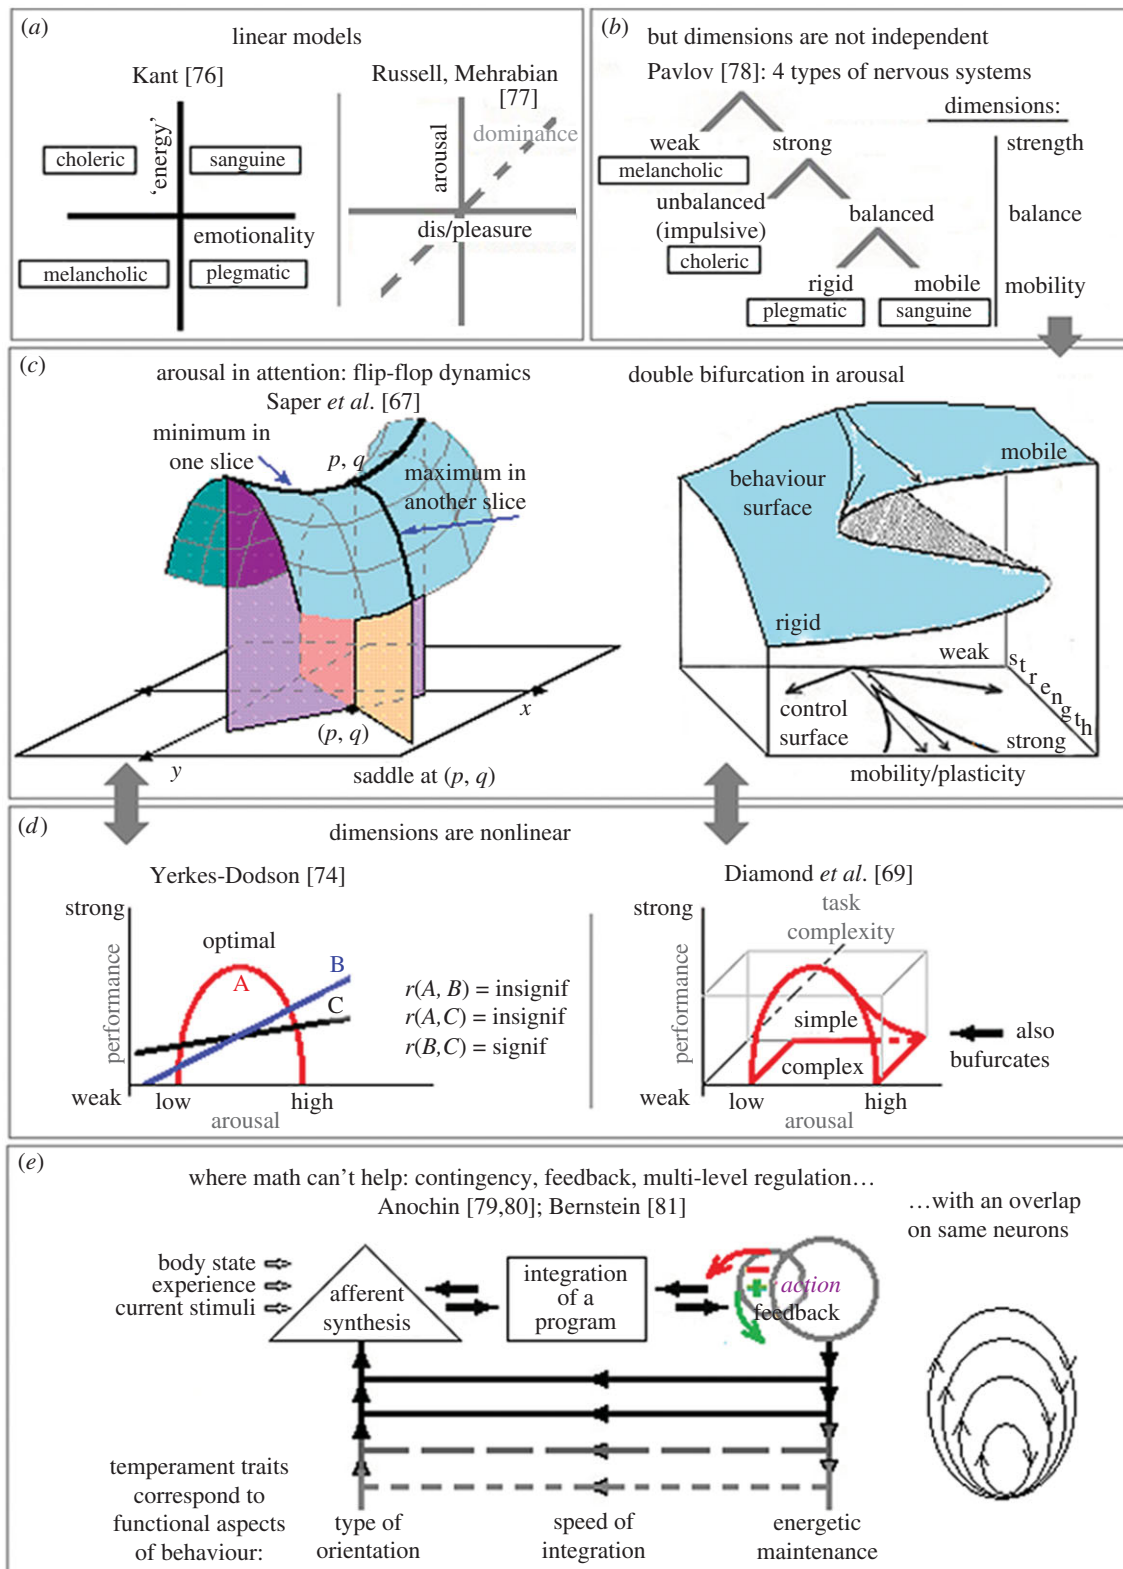 (a)
linear models
Kant [76]
Russell, Mehrabian
[77]
'energy'
choleric
sanguine
emotionality
melancholic
plegmatic
arousal
dominance
dis/pleasure
(b)
but dimensions are not independent
Pavlov [78]: 4 types of nervous systems
dimensions:
weak
strong
strength
melancholic
unbalanced
(impulsive)
balanced
balance
choleric
rigid
mobile
mobility
plegmatic
sanguine
(c)
arousal in attention: flip-flop dynamics
Saper et al. [67]
minimum in
one slice
p, q
maximum in
another slice
x
(p, q)
y
saddle at (p, q)
double bifurcation in arousal
mobile
behaviour
surface
rigid
weak
strength
control
surface
strong
mobility/plasticity
(d)
dimensions are nonlinear
Yerkes-Dodson [74]
strong
optimal
performance
A
B
C
r(A, B) = insignif
r(A,C) = insignif
r(B,C) = signif
weak
low
high
arousal
Diamond et al. [69]
strong
task
complexity
performance
simple
complex
also
bufurcates
weak
low
high
arousal
(e)
where math can't help: contingency, feedback, multi-level regulation…
Anochin [79,80]; Bernstein [81]
…with an overlap
on same neurons
body state
experience
current stimuli
afferent
synthesis
integration
of a
program
–
+
action
feedback
temperament traits
correspond to
functional aspects
of behaviour:
type of
orientation
speed of
integration
energetic
maintenance